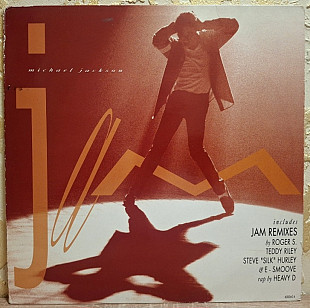 michael jackson
jam
includes
JAM REMIXES
by ROGER S.
TEDDY RILEY
STEVE "SILK" HURLEY
& E - SMOOVE
rap by HEAVY D